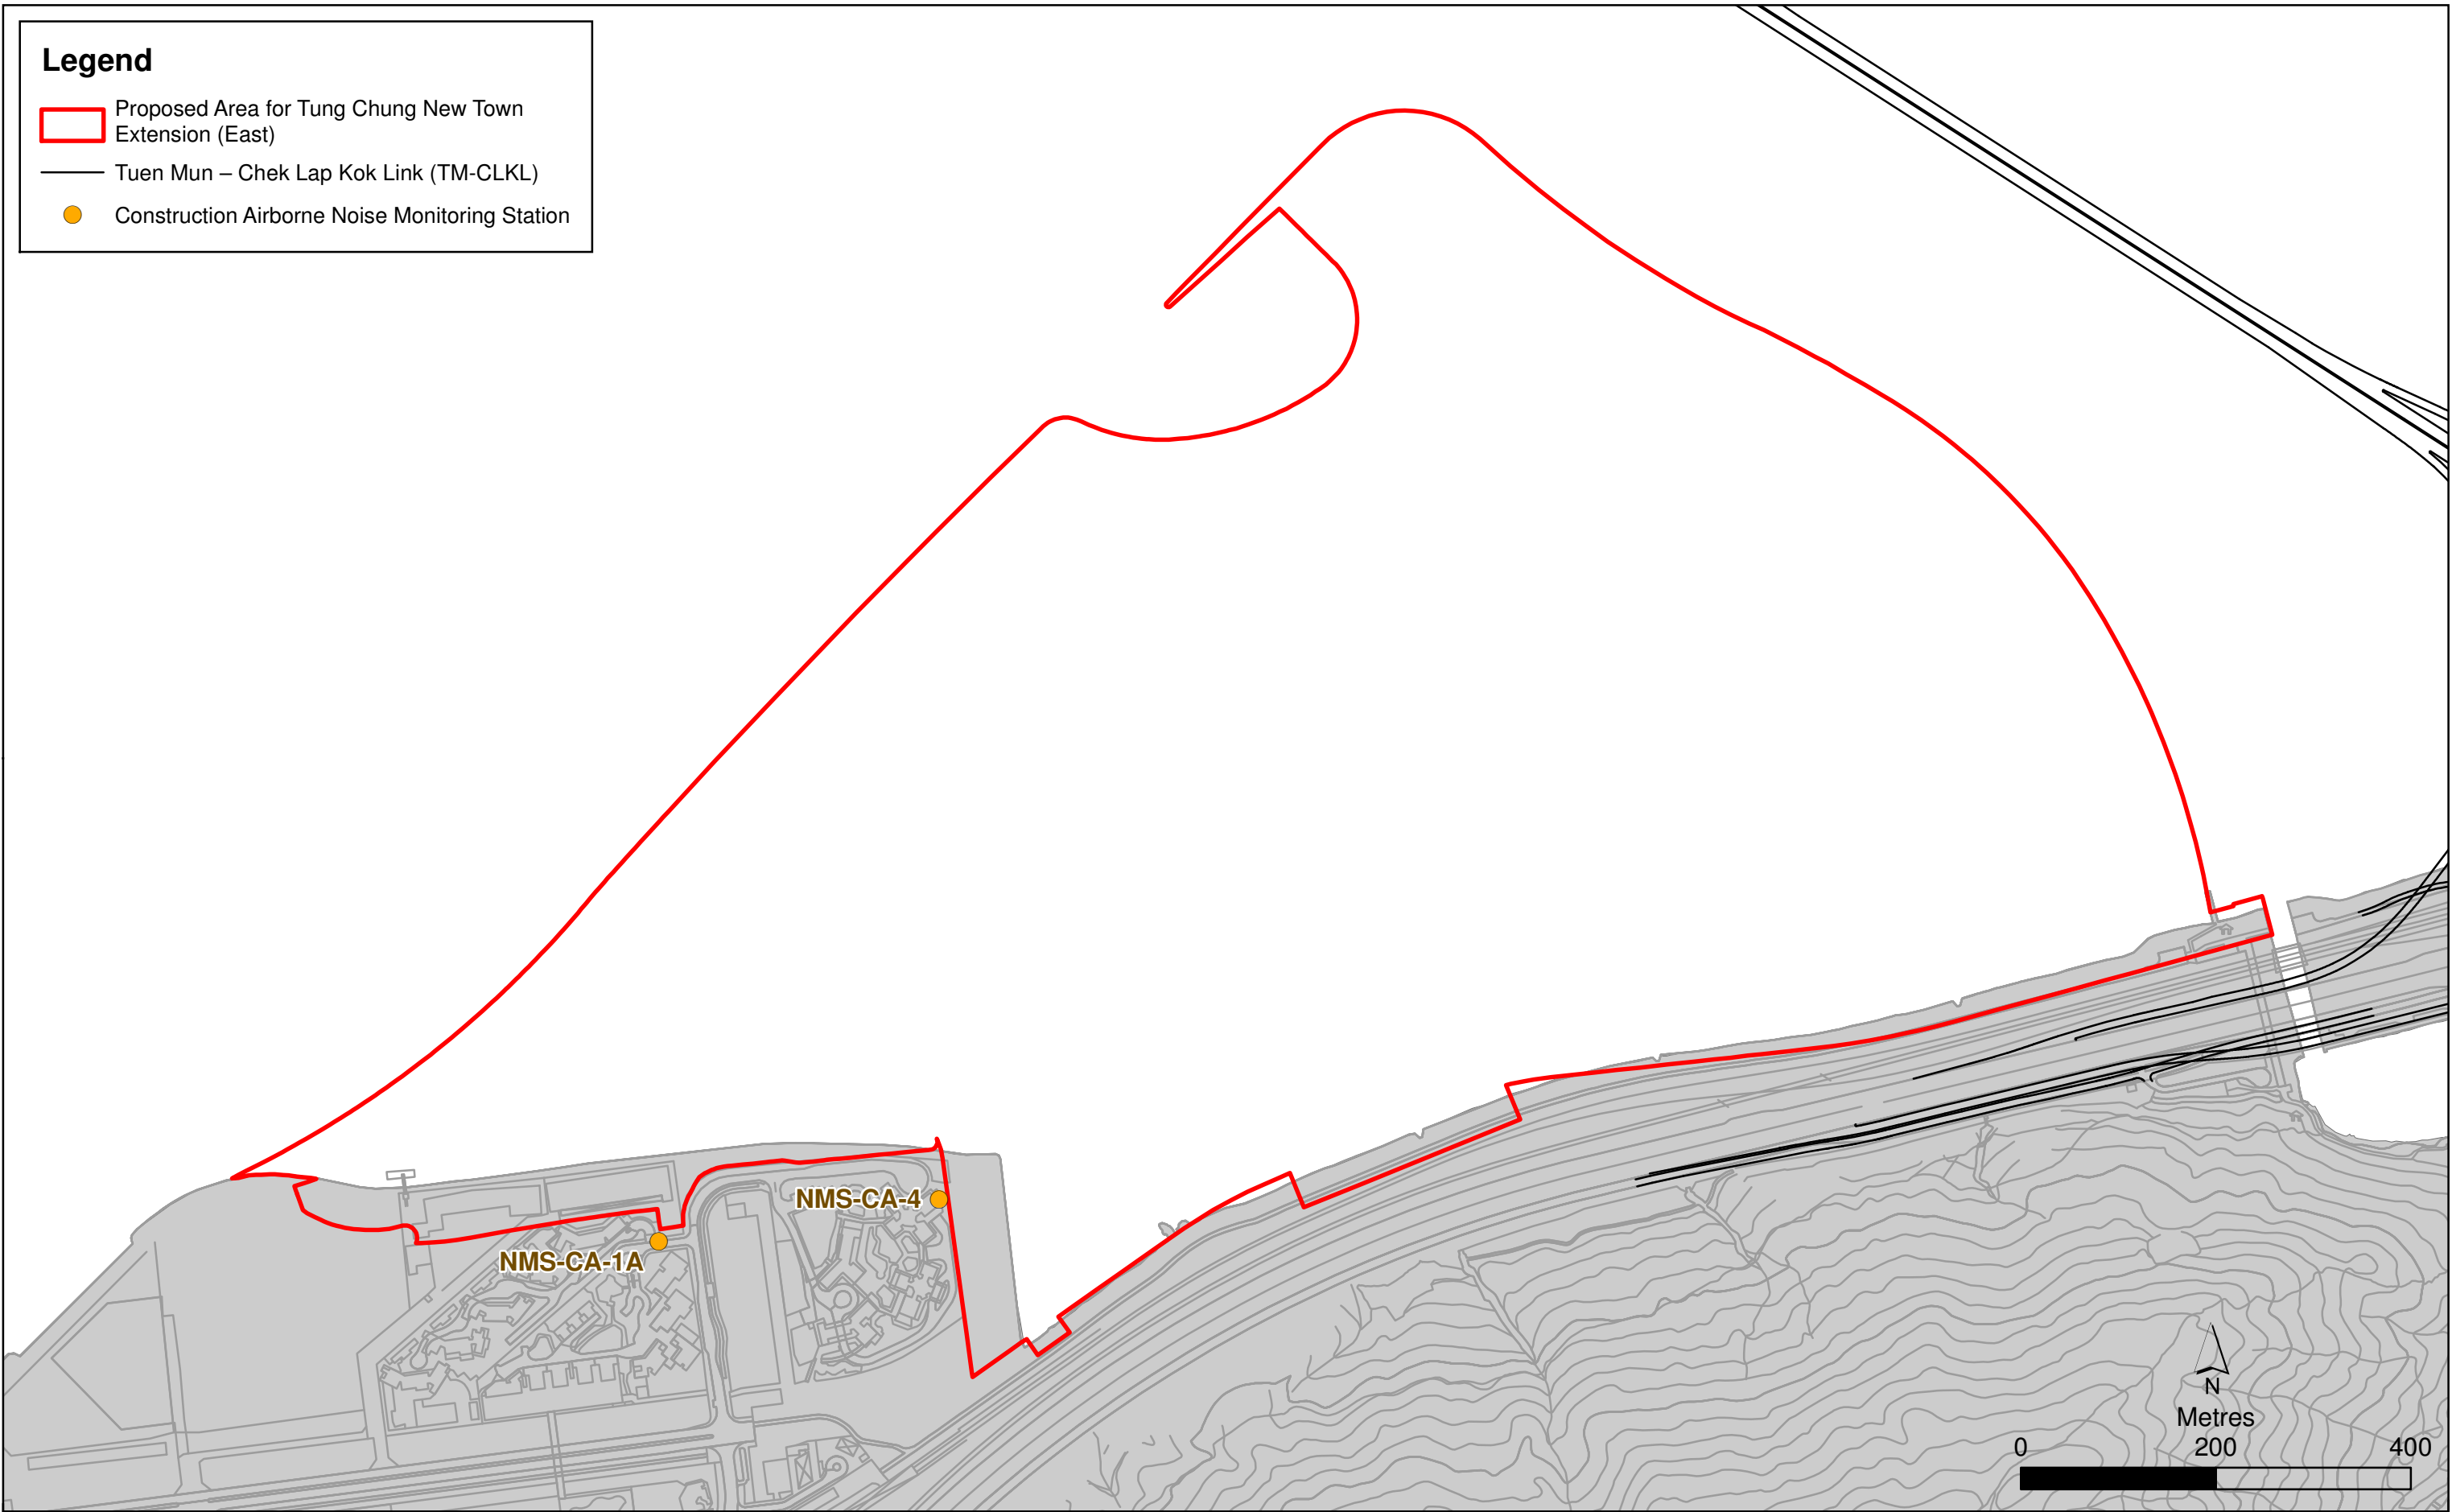 Legend
Proposed Area for Tung Chung New Town
Extension (East)
Tuen Mun – Chek Lap Kok Link (TM-CLKL)
Construction Airborne Noise Monitoring Station
NMS-CA-4
NMS-CA-1A
N
Metres
0 200 400